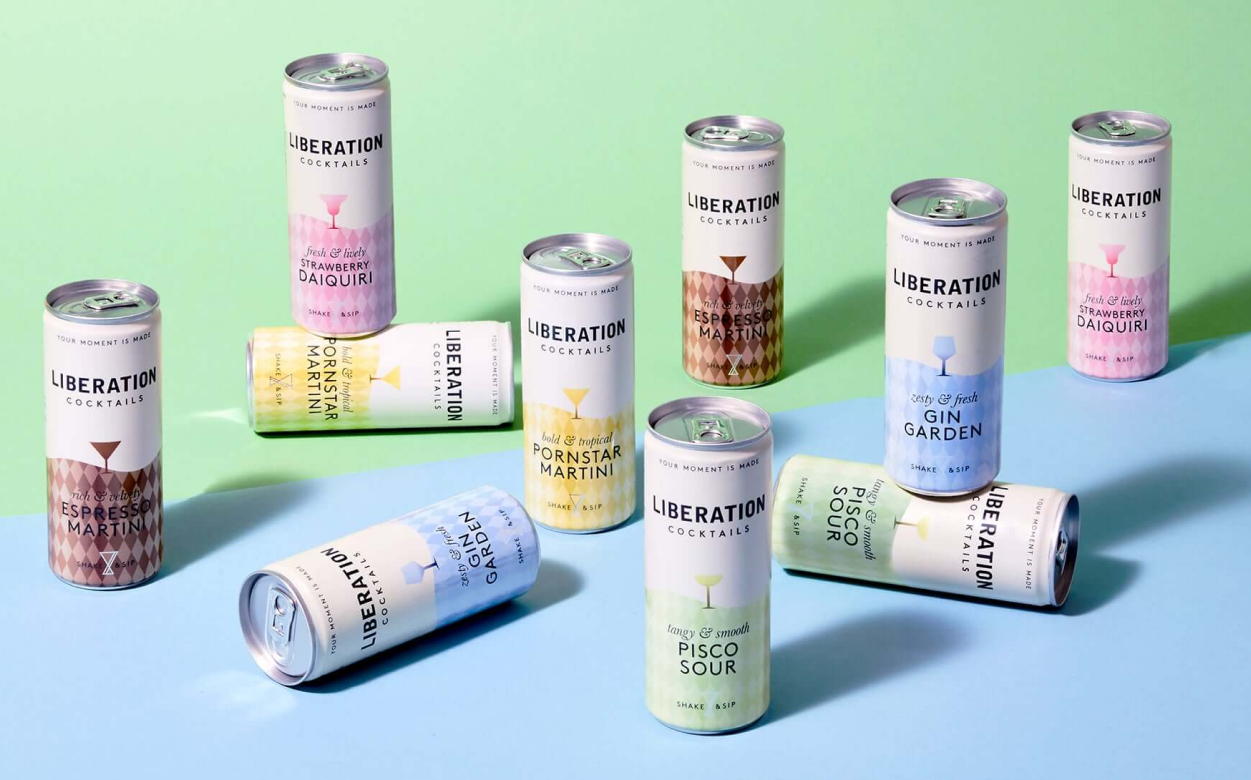 YOUR MOMENT IS MADE
LIBERATION
COCKTAILS
fresh & lively
STRAWBERRY
DAIQUIRI
SHAKE & SIP
YOUR MOMENT IS MADE
LIBERATION
COCKTAILS
rich & velvety
ESPRESSO
MARTINI
SHAKE & SIP
YOUR MOMENT IS MADE
LIBERATION
COCKTAILS
fresh & lively
STRAWBERRY
DAIQUIRI
SHAKE & SIP
YOUR MOMENT IS MADE
LIBERATION
COCKTAILS
zesty & fresh
GIN
GARDEN
SHAKE & SIP
YOUR MOMENT IS MADE
LIBERATION
COCKTAILS
bold & tropical
PORNSTAR
MARTINI
SHAKE & SIP
YOUR MOMENT IS MADE
LIBERATION
COCKTAILS
rich & velvety
ESPRESSO
MARTINI
SHAKE & SIP
LIBERATION
COCKTAILS
bold & tropical
PORNSTAR
MARTINI
SHAKE & SIP
YOUR MOMENT IS MADE
LIBERATION
COCKTAILS
tangy & smooth
PISCO
SOUR
SHAKE & SIP
YOUR MOMENT IS MADE
LIBERATION
COCKTAILS
tangy & smooth
PISCO
SOUR
SHAKE & SIP
YOUR MOMENT IS MADE
LIBERATION
COCKTAILS
zesty & fresh
GIN
GARDEN
SHAKE & SIP